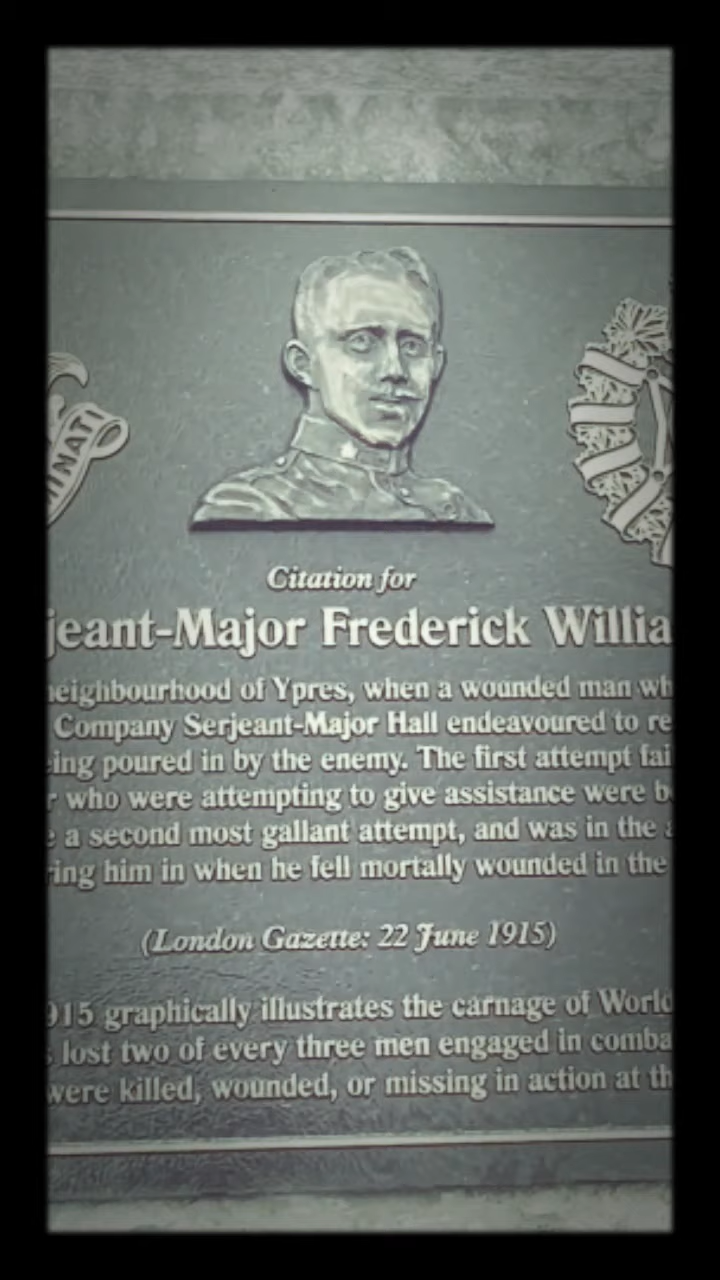 MINATI
Citation for
jeant-Major Frederick Willia
neighbourhood of Ypres, when a wounded man wh
Company Serjeant-Major Hall endeavoured to re
ing poured in by the enemy. The first attempt fai
r who were attempting to give assistance were b
e a second most gallant attempt, and was in the a
ring him in when he fell mortally wounded in the
(London Gazette: 22 June 1915)
915 graphically illustrates the carnage of World
s lost two of every three men engaged in comba
were killed, wounded, or missing in action at th